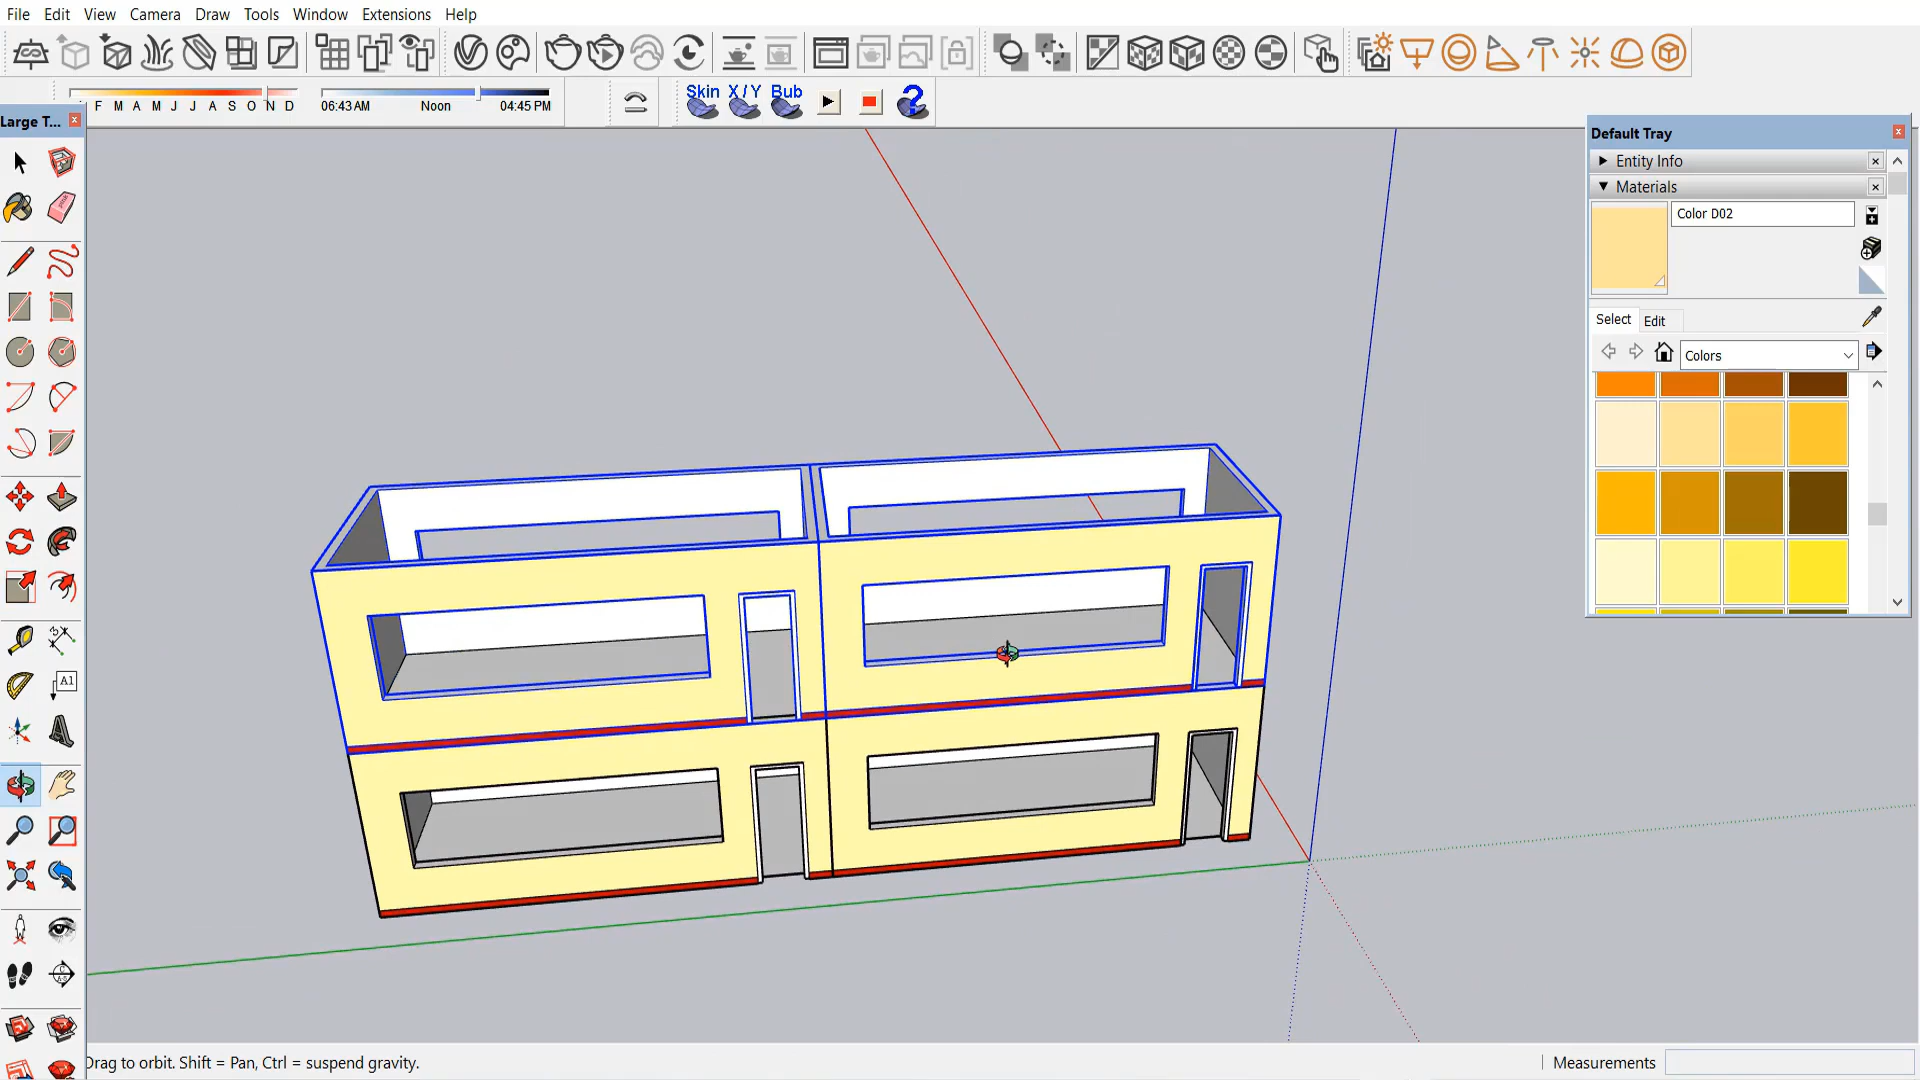 File Edit View Camera Draw Tools Window Extensions Help
F M A M J J A S O N D
06:43 AM Noon 04:45 PM
Skin X / Y Bub
?
Large T...
Default Tray
Entity Info
Materials
Color D02
Select Edit
Colors
A1
Drag to orbit. Shift = Pan, Ctrl = suspend gravity.
Measurements